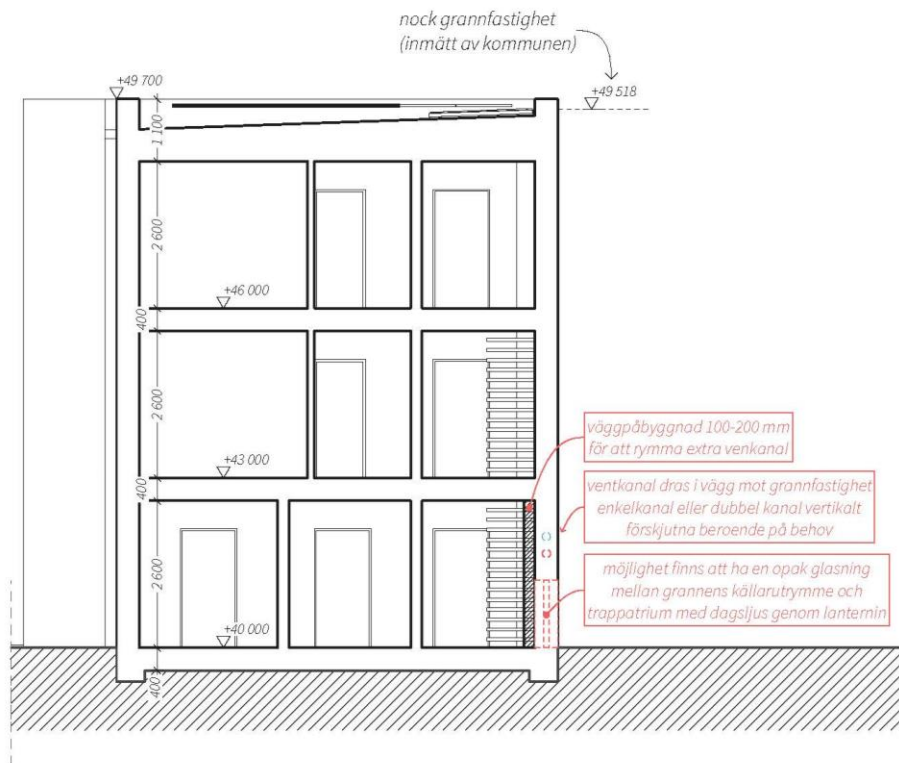 nock grannfastighet
(inmätt av kommunen)
+49 700
+49 518
1 100
2 600
+46 000
400
2 600
+43 000
400
2 600
+40 000
400
väggpåbyggnad 100-200 mm
för att rymma extra venkanal
ventkanal dras i vägg mot grannfastighet
enkelkanal eller dubbel kanal vertikalt
förskjutna beroende på behov
möjlighet finns att ha en opak glasning
mellan grannens källarutrymme och
trappatrium med dagsljus genom lanternin